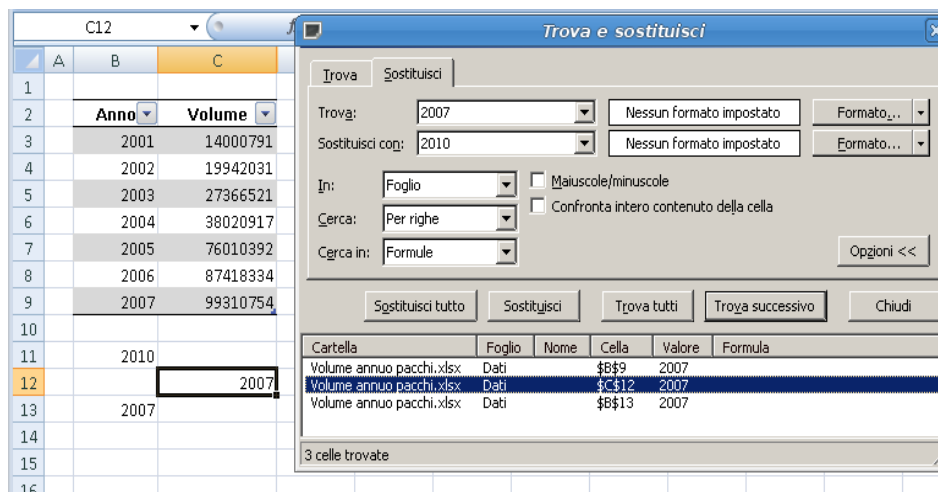 C12
Trova e sostituisci
A B C
1
2 Anno Volume
3 2001 14000791
4 2002 19942031
5 2003 27366521
6 2004 38020917
7 2005 76010392
8 2006 87418334
9 2007 99310754
10
11 2010
12 2007
13 2007
14
15
16
Trova Sostituisci
Trova: 2007 Nessun formato impostato Formato...
Sostituisci con: 2010 Nessun formato impostato Formato...
In: Foglio Maiuscole/minuscole
Cerca: Per righe Confronta intero contenuto della cella
Cerca in: Formule
Opzioni <<
Sostituisci tutto Sostituisci Trova tutti Trova successivo Chiudi
Cartella Foglio Nome Cella Valore Formula
Volume annuo pacchi.xlsx Dati $B$9 2007
Volume annuo pacchi.xlsx Dati $C$12 2007
Volume annuo pacchi.xlsx Dati $B$13 2007
3 celle trovate